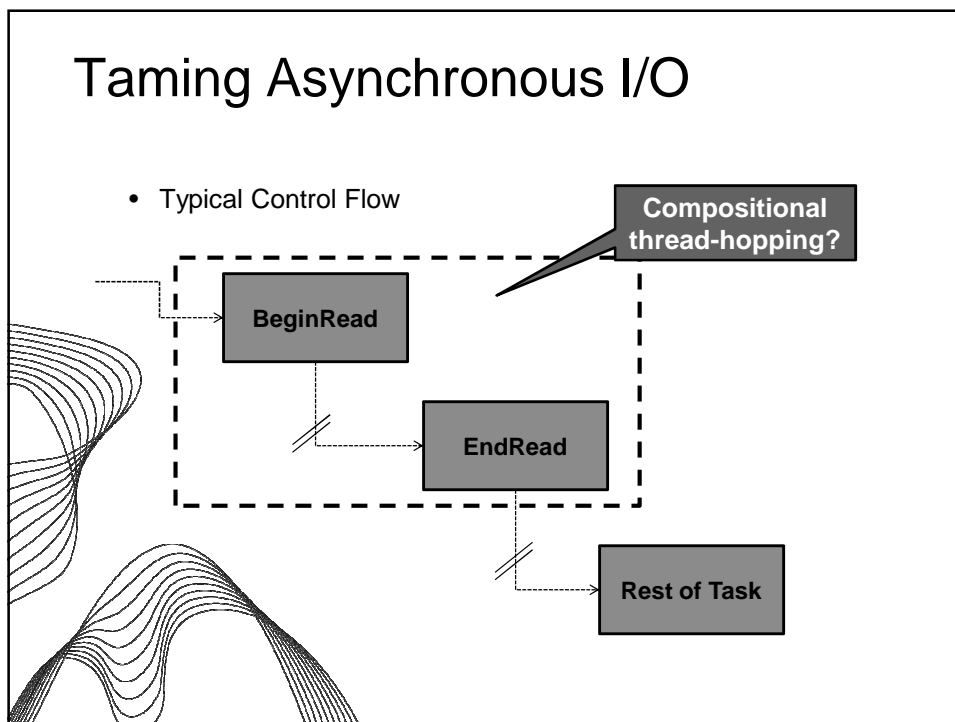 Taming Asynchronous I/O
• Typical Control Flow
Compositional
thread-hopping?
BeginRead
EndRead
Rest of Task